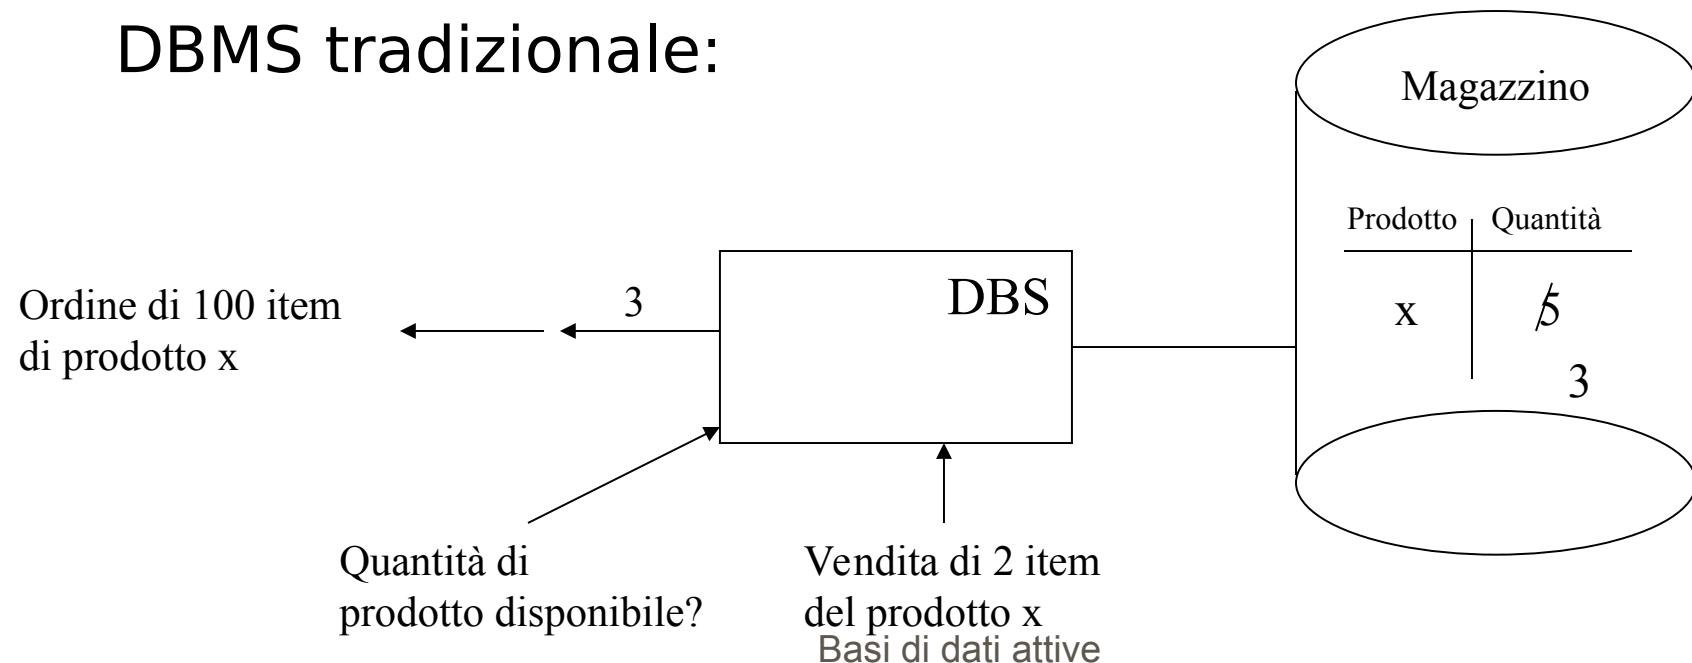 DBMS tradizionale:
Magazzino
Prodotto Quantità
x 5
3
DBS
3
Ordine di 100 item
di prodotto x
Quantità di
prodotto disponibile?
Vendita di 2 item
del prodotto x
Basi di dati attive